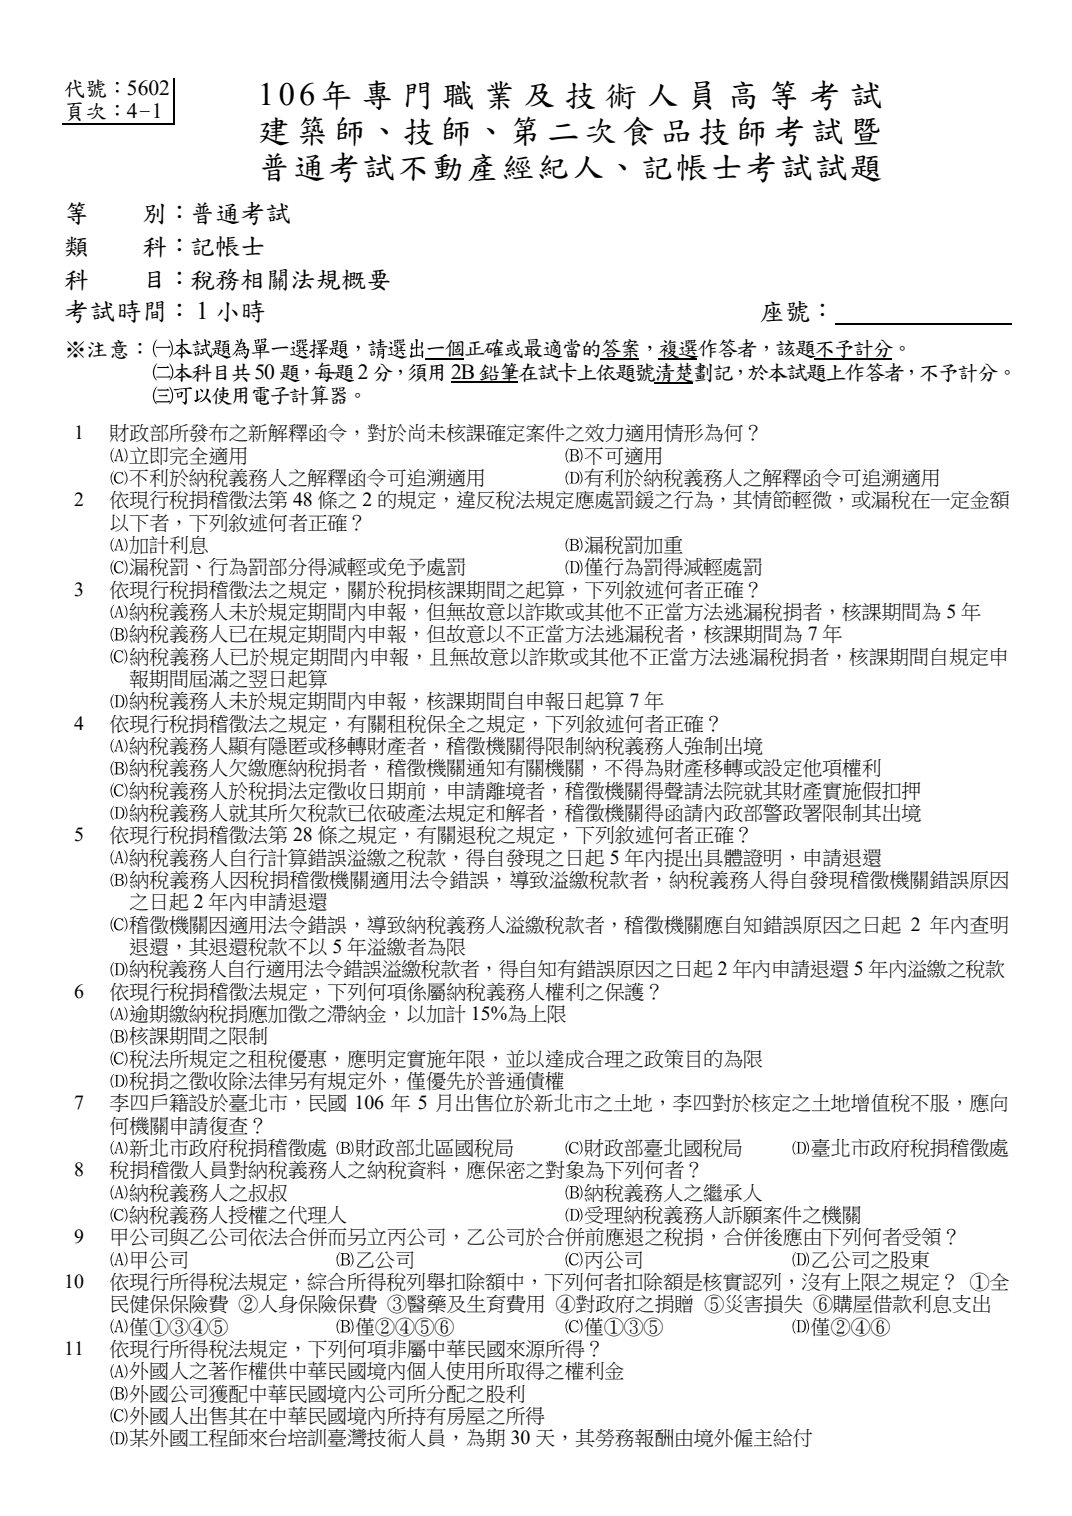 代號：5602
頁次：4－1
106年專門職業及技術人員高等考試
建築師、技師、第二次食品技師考試暨
普通考試不動產經紀人、記帳士考試試題
等　　別：普通考試
類　　科：記帳士
科　　目：稅務相關法規概要
考試時間：1小時　　座號：
※注意：㈠本試題為單一選擇題，請選出一個正確或最適當的答案，複選作答者，該題不予計分。
㈡本科目共50題，每題2分，須用2B鉛筆在試卡上依題號清楚劃記，於本試題上作答者，不予計分。
㈢可以使用電子計算器。
1 財政部所發布之新解釋函令，對於尚未核課確定案件之效力適用情形為何？
(A)立即完全適用 (B)不可適用
(C)不利於納稅義務人之解釋函令可追溯適用 (D)有利於納稅義務人之解釋函令可追溯適用
2 依現行稅捐稽徵法第 48 條之 2 的規定，違反稅法規定應處罰鍰之行為，其情節輕微，或漏稅在一定金額
以下者，下列敘述何者正確？
(A)加計利息 (B)漏稅罰加重
(C)漏稅罰、行為罰部分得減輕或免予處罰 (D)僅行為罰得減輕處罰
3 依現行稅捐稽徵法之規定，關於稅捐核課期間之起算，下列敘述何者正確？
(A)納稅義務人未於規定期間內申報，但無故意以詐欺或其他不正當方法逃漏稅捐者，核課期間為 5 年
(B)納稅義務人已在規定期間內申報，但故意以不正當方法逃漏稅者，核課期間為 7 年
(C)納稅義務人已於規定期間內申報，且無故意以詐欺或其他不正當方法逃漏稅捐者，核課期間自規定申
報期間屆滿之翌日起算
(D)納稅義務人未於規定期間內申報，核課期間自申報日起算 7 年
4 依現行稅捐稽徵法之規定，有關租稅保全之規定，下列敘述何者正確？
(A)納稅義務人顯有隱匿或移轉財產者，稽徵機關得限制納稅義務人強制出境
(B)納稅義務人欠繳應納稅捐者，稽徵機關通知有關機關，不得為財產移轉或設定他項權利
(C)納稅義務人於稅捐法定徵收日期前，申請離境者，稽徵機關得聲請法院就其財產實施假扣押
(D)納稅義務人就其所欠稅款已依破產法規定和解者，稽徵機關得函請內政部警政署限制其出境
5 依現行稅捐稽徵法第 28 條之規定，有關退稅之規定，下列敘述何者正確？
(A)納稅義務人自行計算錯誤溢繳之稅款，得自發現之日起 5 年內提出具體證明，申請退還
(B)納稅義務人因稅捐稽徵機關適用法令錯誤，導致溢繳稅款者，納稅義務人得自發現稽徵機關錯誤原因
之日起 2 年內申請退還
(C)稽徵機關因適用法令錯誤，導致納稅義務人溢繳稅款者，稽徵機關應自知錯誤原因之日起 2 年內查明
退還，其退還稅款不以 5 年溢繳者為限
(D)納稅義務人自行適用法令錯誤溢繳稅款者，得自知有錯誤原因之日起 2 年內申請退還 5 年內溢繳之稅款
6 依現行稅捐稽徵法規定，下列何項係屬納稅義務人權利之保護？
(A)逾期繳納稅捐應加徵之滯納金，以加計 15%為上限
(B)核課期間之限制
(C)稅法所規定之租稅優惠，應明定實施年限，並以達成合理之政策目的為限
(D)稅捐之徵收除法律另有規定外，僅優先於普通債權
7 李四戶籍設於臺北市，民國 106 年 5 月出售位於新北市之土地，李四對於核定之土地增值稅不服，應向
何機關申請復查？
(A)新北市政府稅捐稽徵處 (B)財政部北區國稅局 (C)財政部臺北國稅局 (D)臺北市政府稅捐稽徵處
8 稅捐稽徵人員對納稅義務人之納稅資料，應保密之對象為下列何者？
(A)納稅義務人之叔叔 (B)納稅義務人之繼承人
(C)納稅義務人授權之代理人 (D)受理納稅義務人訴願案件之機關
9 甲公司與乙公司依法合併而另立丙公司，乙公司於合併前應退之稅捐，合併後應由下列何者受領？
(A)甲公司 (B)乙公司 (C)丙公司 (D)乙公司之股東
10 依現行所得稅法規定，綜合所得稅列舉扣除額中，下列何者扣除額是核實認列，沒有上限之規定？ ①全
民健保保險費 ②人身保險保費 ③醫藥及生育費用 ④對政府之捐贈 ⑤災害損失 ⑥購屋借款利息支出
(A)僅①③④⑤ (B)僅②④⑤⑥ (C)僅①③⑤ (D)僅②④⑥
11 依現行所得稅法規定，下列何項非屬中華民國來源所得？
(A)外國人之著作權供中華民國境內個人使用所取得之權利金
(B)外國公司獲配中華民國境內公司所分配之股利
(C)外國人出售其在中華民國境內所持有房屋之所得
(D)某外國工程師來台培訓臺灣技術人員，為期 30 天，其勞務報酬由境外僱主給付